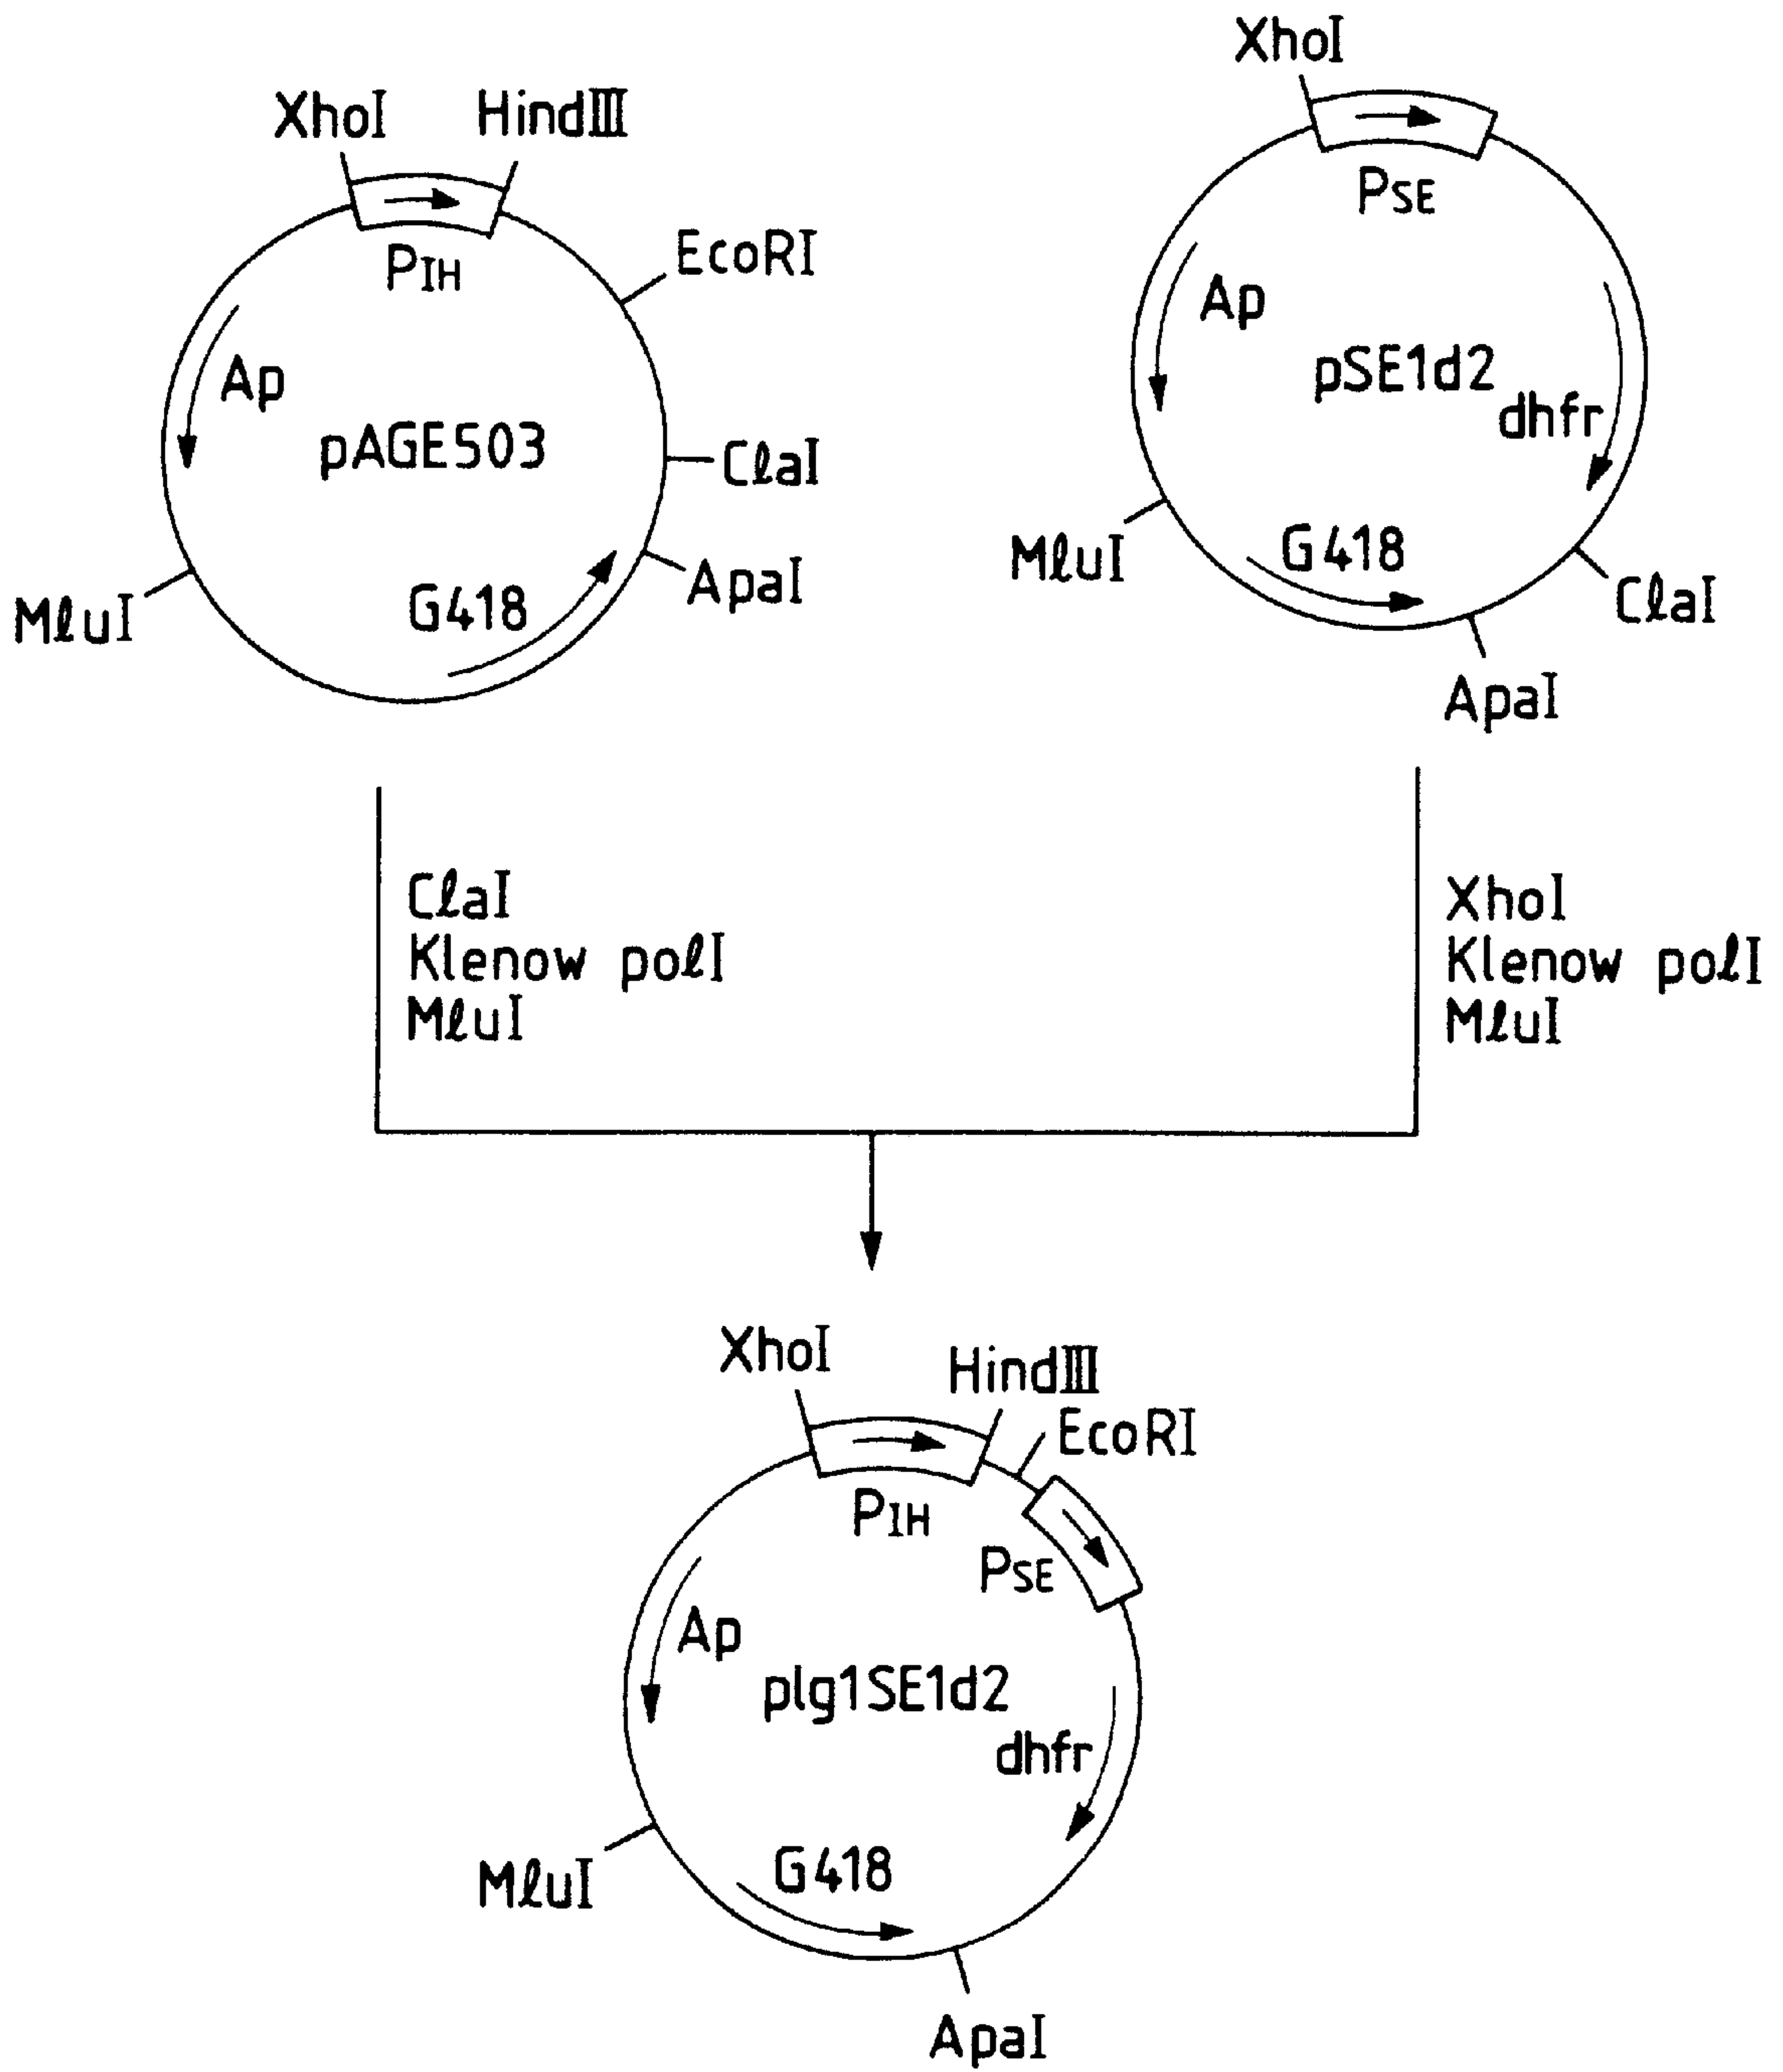 XhoI
HindIII
PIH
EcoRI
Ap
pAGE503
ClaI
ApaI
G418
MluI
XhoI
PSE
Ap
pSE1d2
dhfr
MluI
G418
ClaI
ApaI
ClaI
Klenow polI
MluI
XhoI
Klenow polI
MluI
XhoI
HindIII
EcoRI
PIH
PSE
Ap
pIg1SE1d2
dhfr
MluI
G418
ApaI